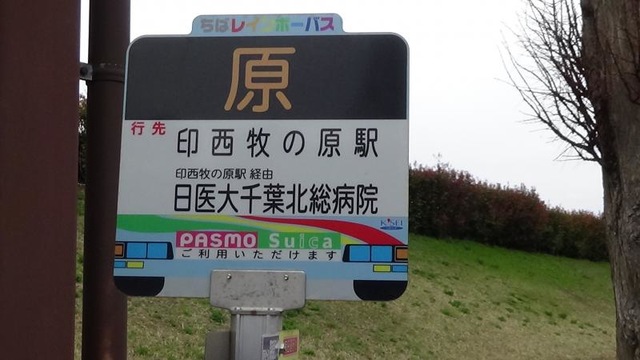 ちばレインボーバス
原
行先
印西牧の原駅
印西牧の原駅 経由
日医大千葉北総病院
KaNeI
PASMO Suica
ご利用いただけます